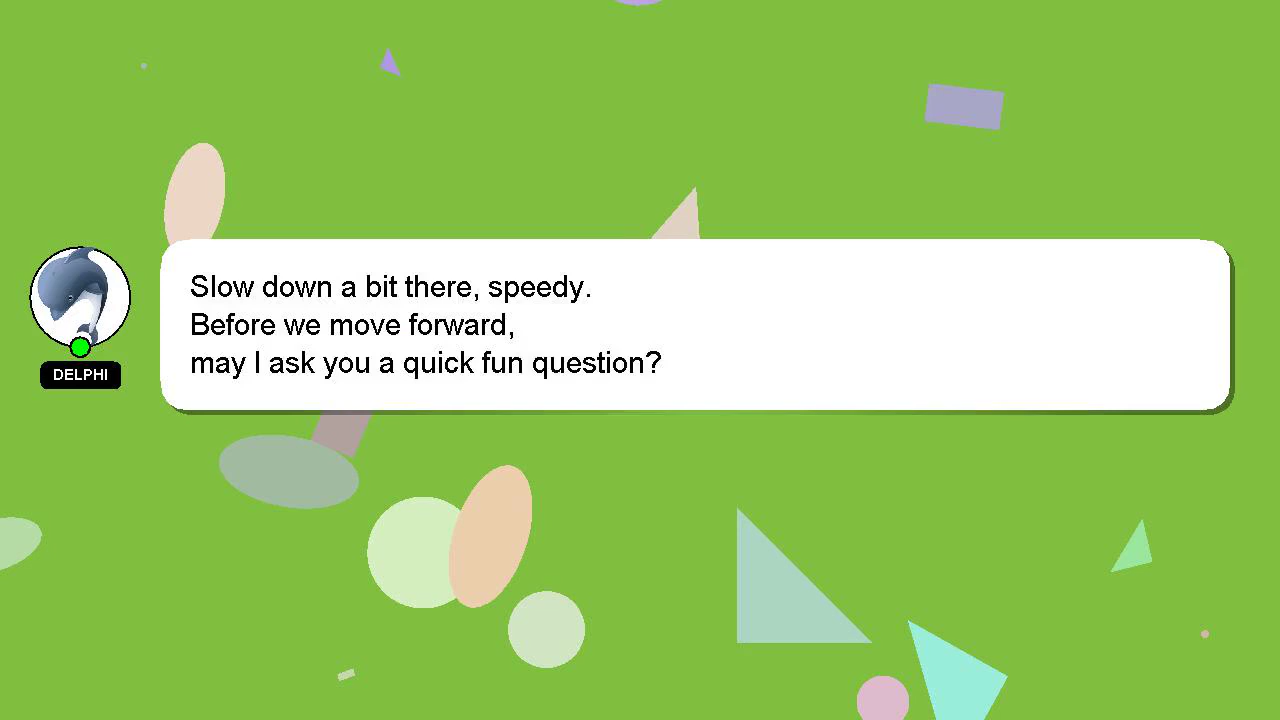 Slow down a bit there, speedy.
Before we move forward,
may I ask you a quick fun question?
DELPHI